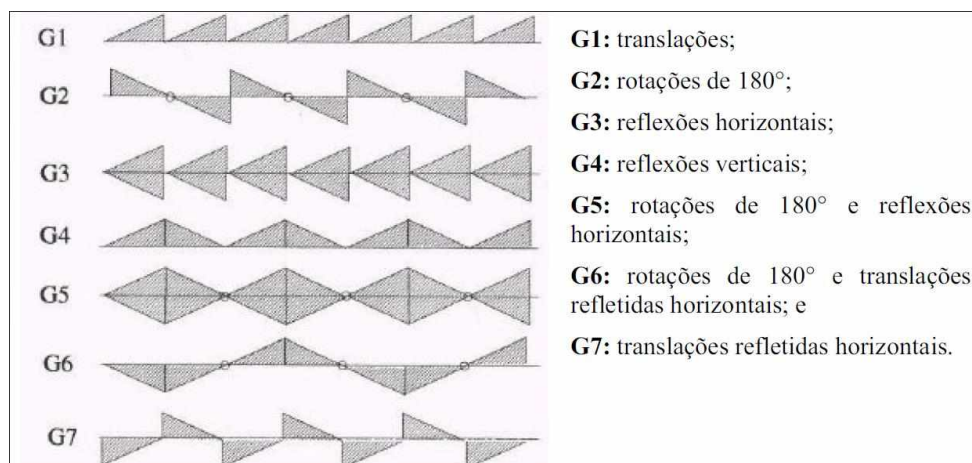 G1
G2
G3
G4
G5
G6
G7
G1: translações;
G2: rotações de 180°;
G3: reflexões horizontais;
G4: reflexões verticais;
G5: rotações de 180° e reflexões
horizontais;
G6: rotações de 180° e translações
refletidas horizontais; e
G7: translações refletidas horizontais.